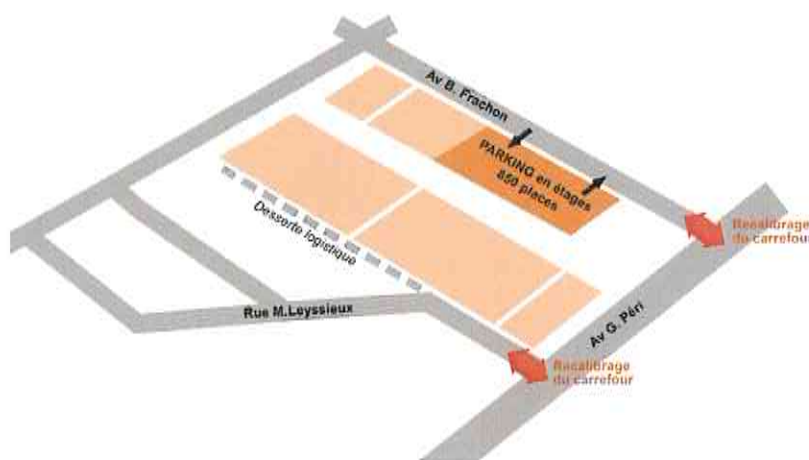 Av B. Frachon
PARKING en étages
850 places
Recalibrage
du carrefour
Desserte logistique
Rue M.Leyssieux
Av G. Péri
Recalibrage
du carrefour